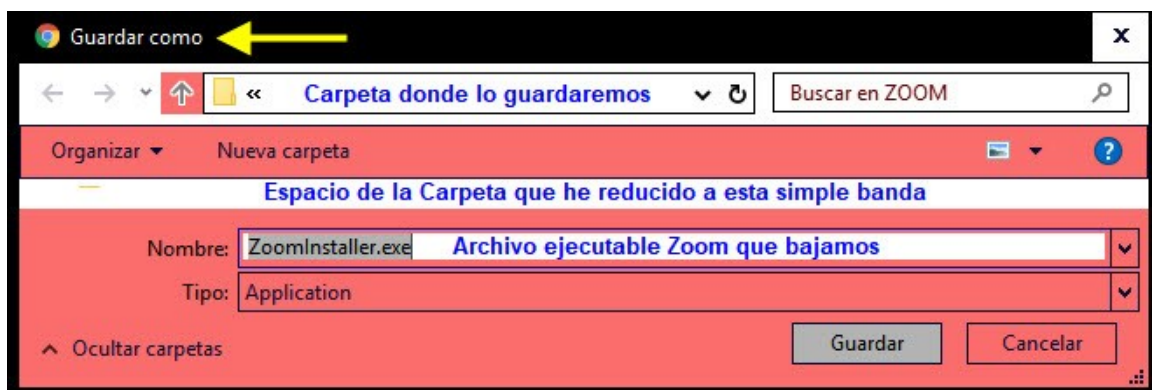 Guardar como
x
« Carpeta donde lo guardaremos
Buscar en ZOOM
Organizar Nueva carpeta
?
Espacio de la Carpeta que he reducido a esta simple banda
Nombre: ZoomInstaller.exe Archivo ejecutable Zoom que bajamos
Tipo: Application
Ocultar carpetas
Guardar Cancelar